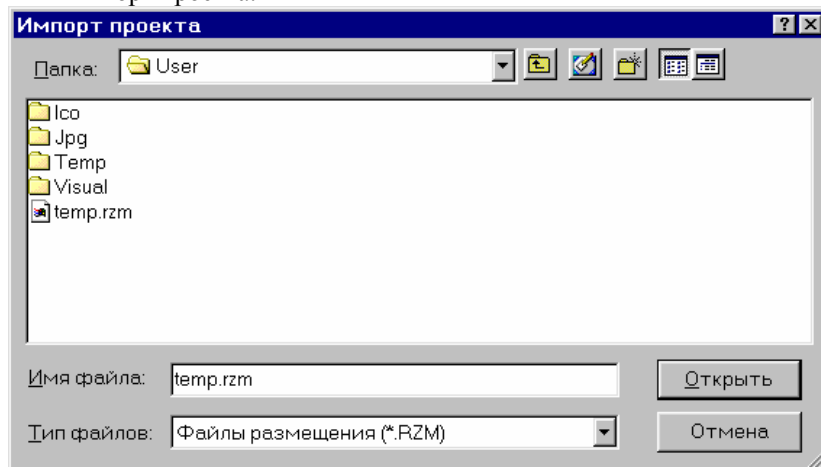 Импорт проекта
Папка: User
Ico
Jpg
Temp
Visual
temp.rzm
Имя файла: temp.rzm Открыть
Тип файлов: Файлы размещения (*.RZM) Отмена